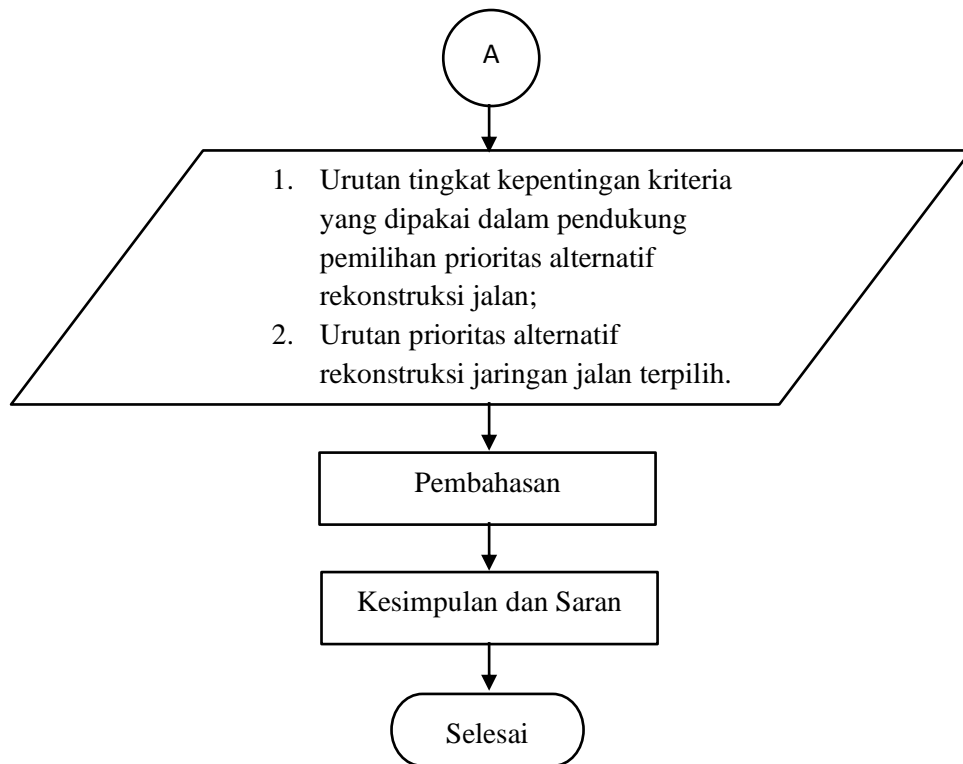 A
1. Urutan tingkat kepentingan kriteria
yang dipakai dalam pendukung
pemilihan prioritas alternatif
rekonstruksi jalan;
2. Urutan prioritas alternatif
rekonstruksi jaringan jalan terpilih.
Pembahasan
Kesimpulan dan Saran
Selesai